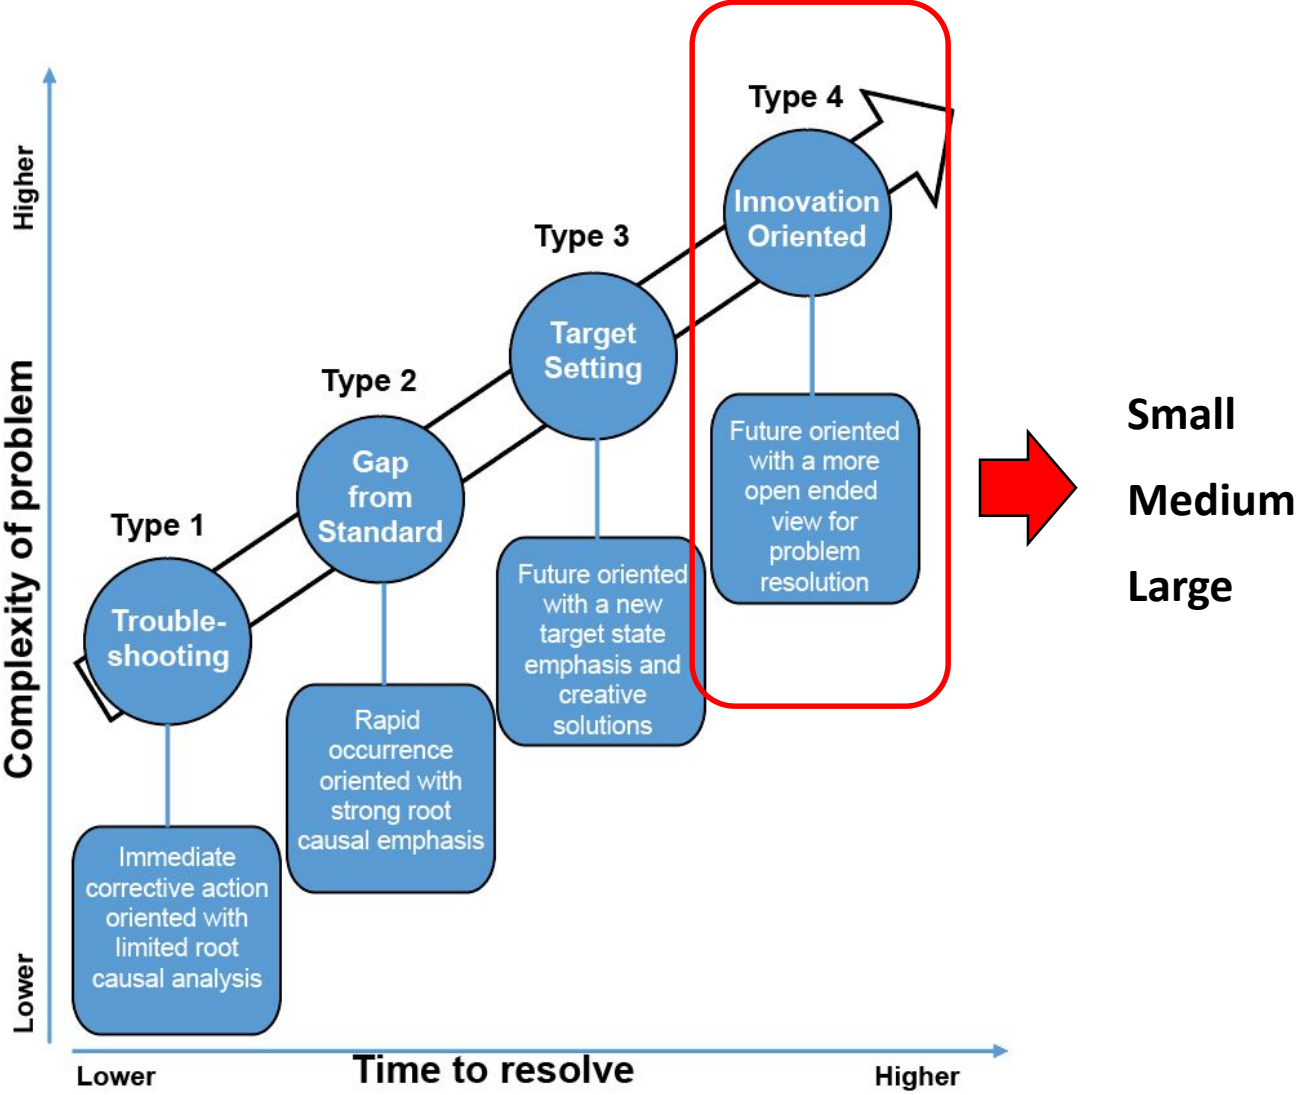 Type 4
Innovation
Oriented
Future oriented
with a more
open ended
view for
problem
resolution
Type 3
Target
Setting
Future oriented
with a new
target state
emphasis and
creative
solutions
Type 2
Gap
from
Standard
Rapid
occurrence
oriented with
strong root
causal emphasis
Type 1
Trouble-
shooting
Immediate
corrective action
oriented with
limited root
causal analysis
Higher
Complexity of problem
Lower
Lower
Time to resolve
Higher
Small
Medium
Large